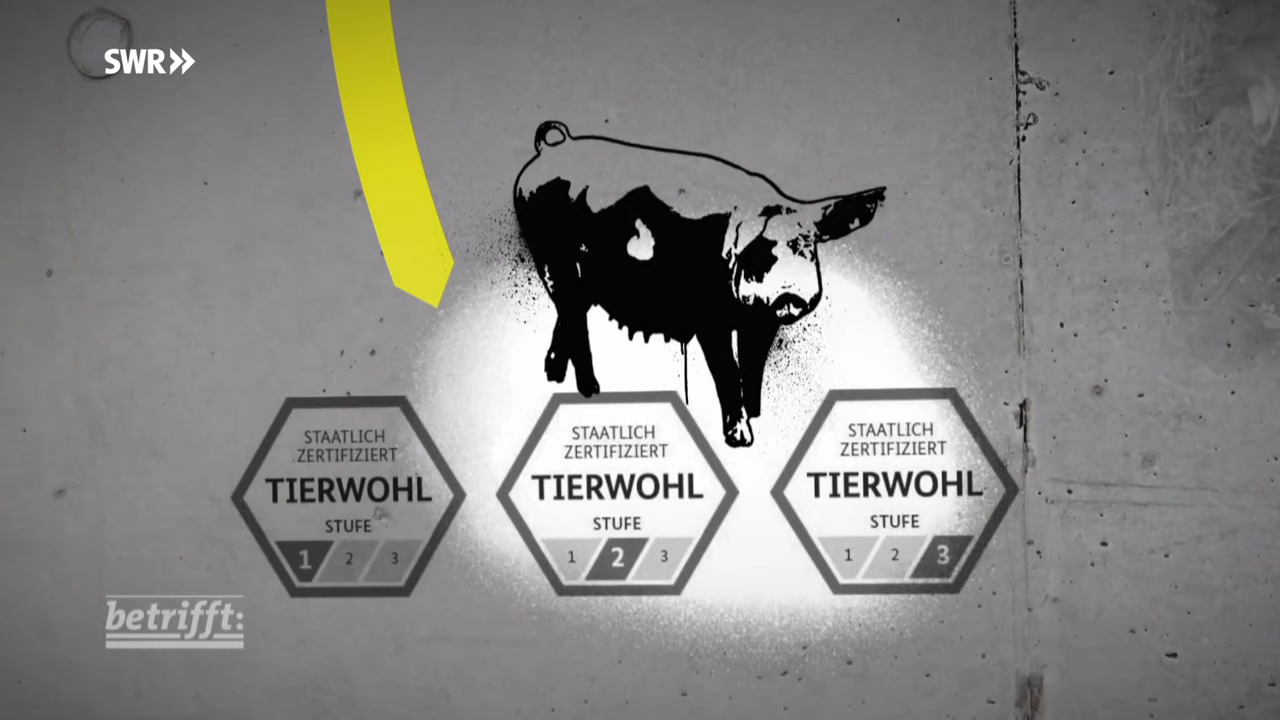 SWR»
STAATLICH
ZERTIFIZIERT
TIERWOHL
STUFE
1 2 3
STAATLICH
ZERTIFIZIERT
TIERWOHL
STUFE
1 2 3
STAATLICH
ZERTIFIZIERT
TIERWOHL
STUFE
1 2 3
betrifft: